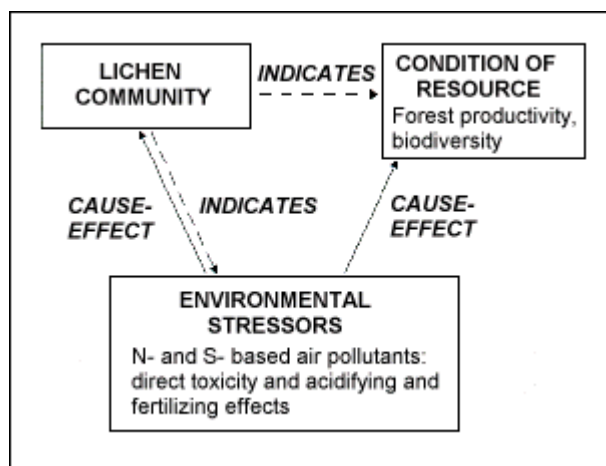 LICHEN
COMMUNITY
INDICATES
CONDITION OF
RESOURCE
Forest productivity,
biodiversity
CAUSE-
EFFECT
INDICATES
CAUSE-
EFFECT
ENVIRONMENTAL
STRESSORS
N- and S- based air pollutants:
direct toxicity and acidifying and
fertilizing effects